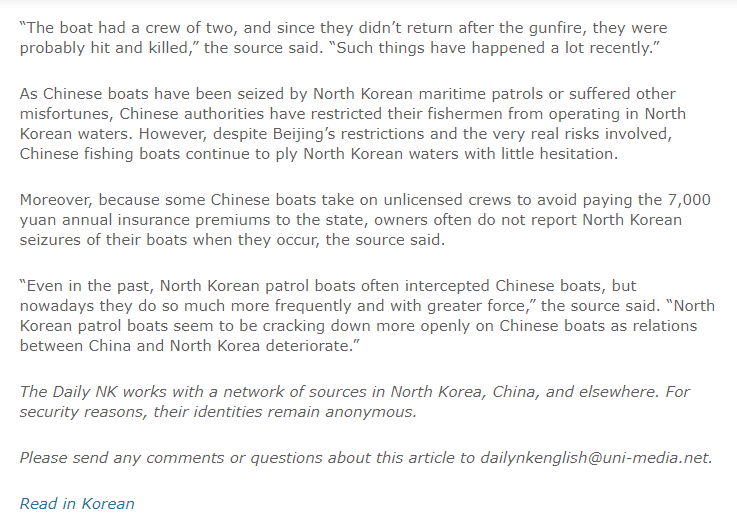 “The boat had a crew of two, and since they didn’t return after the gunfire, they were
probably hit and killed,” the source said. “Such things have happened a lot recently.”
As Chinese boats have been seized by North Korean maritime patrols or suffered other
misfortunes, Chinese authorities have restricted their fishermen from operating in North
Korean waters. However, despite Beijing’s restrictions and the very real risks involved,
Chinese fishing boats continue to ply North Korean waters with little hesitation.
Moreover, because some Chinese boats take on unlicensed crews to avoid paying the 7,000
yuan annual insurance premiums to the state, owners often do not report North Korean
seizures of their boats when they occur, the source said.
“Even in the past, North Korean patrol boats often intercepted Chinese boats, but
nowadays they do so much more frequently and with greater force,” the source said. “North
Korean patrol boats seem to be cracking down more openly on Chinese boats as relations
between China and North Korea deteriorate.”
The Daily NK works with a network of sources in North Korea, China, and elsewhere. For
security reasons, their identities remain anonymous.
Please send any comments or questions about this article to dailynkenglish@uni-media.net.
Read in Korean